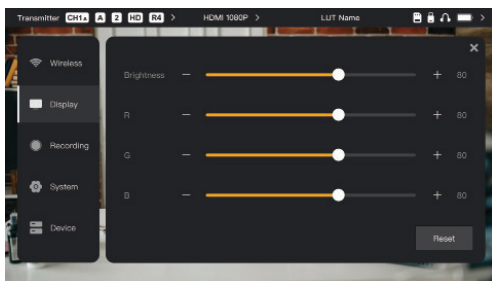 Transmitter CH1 A 2 HD R4 > HDMI 1080P > LUT Name >
Wireless
Display
Recording
System
Device
×
Brightness − + 80
R − + 80
G − + 80
B − + 80
Reset